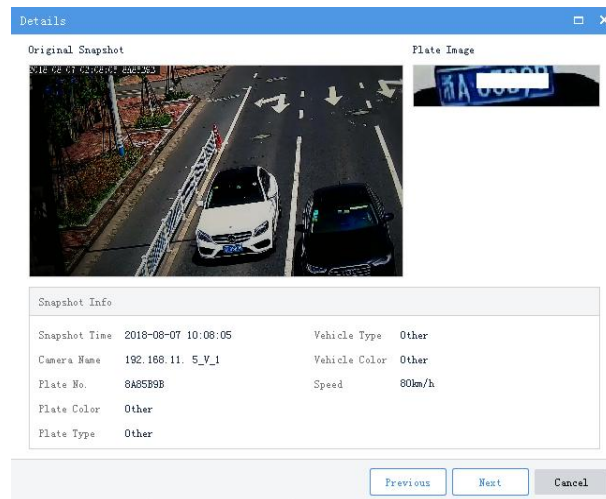 Details
Original Snapshot
Plate Image
Snapshot Info
Snapshot Time 2018-08-07 10:08:05
Vehicle Type Other
Camera Name 192.168.11. 5_V_1
Vehicle Color Other
Plate No. 8A85B9B
Speed 80km/h
Plate Color Other
Plate Type Other
Previous
Next
Cancel